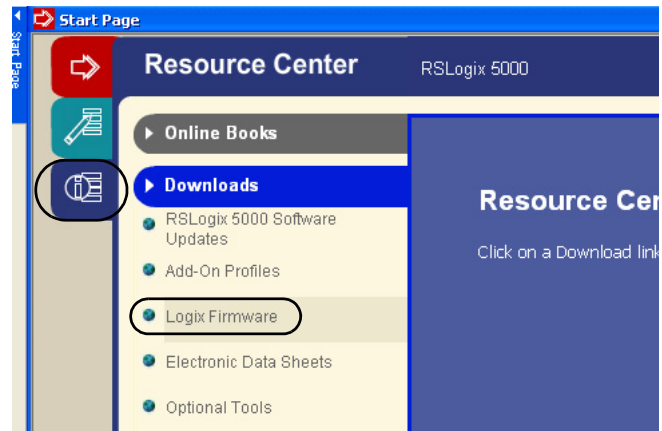 Start Page
Start Page
Resource Center
RSLogix 5000
Online Books
Downloads
RSLogix 5000 Software
Updates
Add-On Profiles
Logix Firmware
Electronic Data Sheets
Optional Tools
Resource Cer
Click on a Download link